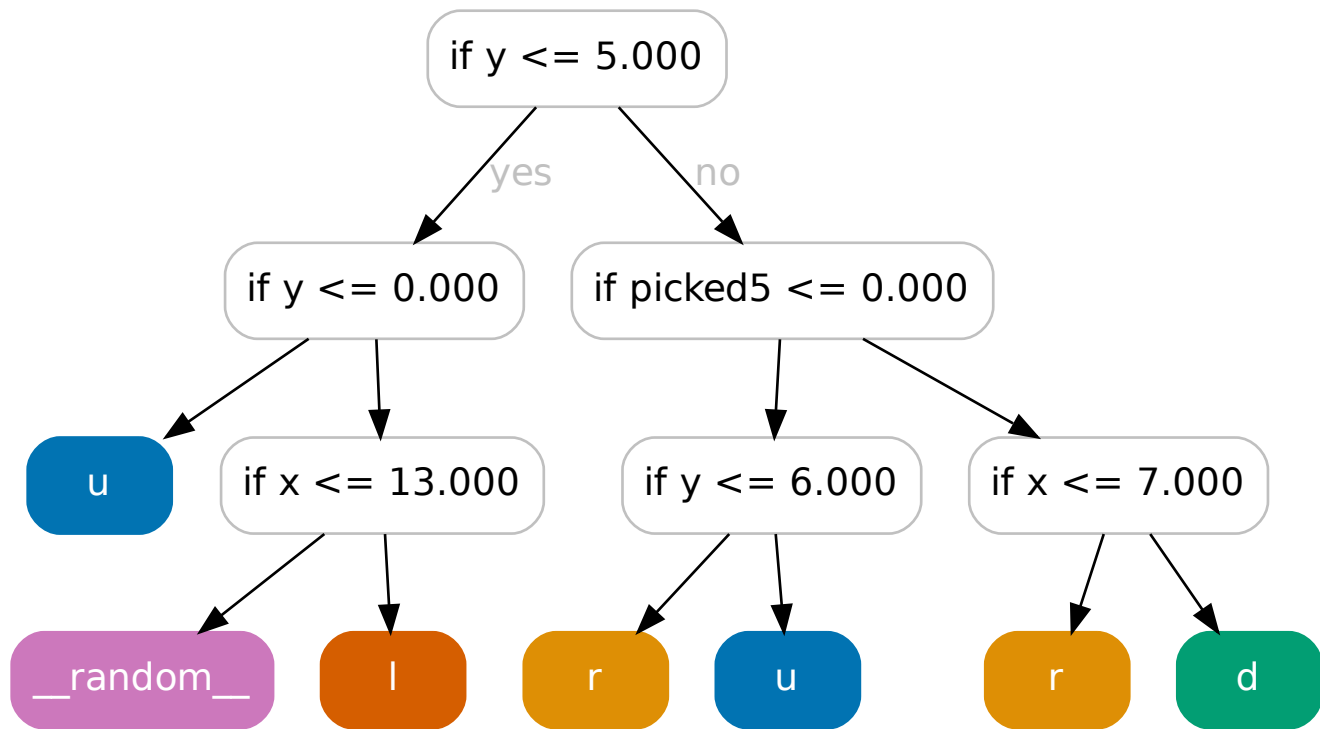 if y <= 5.000
yes
no
if y <= 0.000
if picked5 <= 0.000
u
if x <= 13.000
if y <= 6.000
if x <= 7.000
__random__
l
r
u
r
d